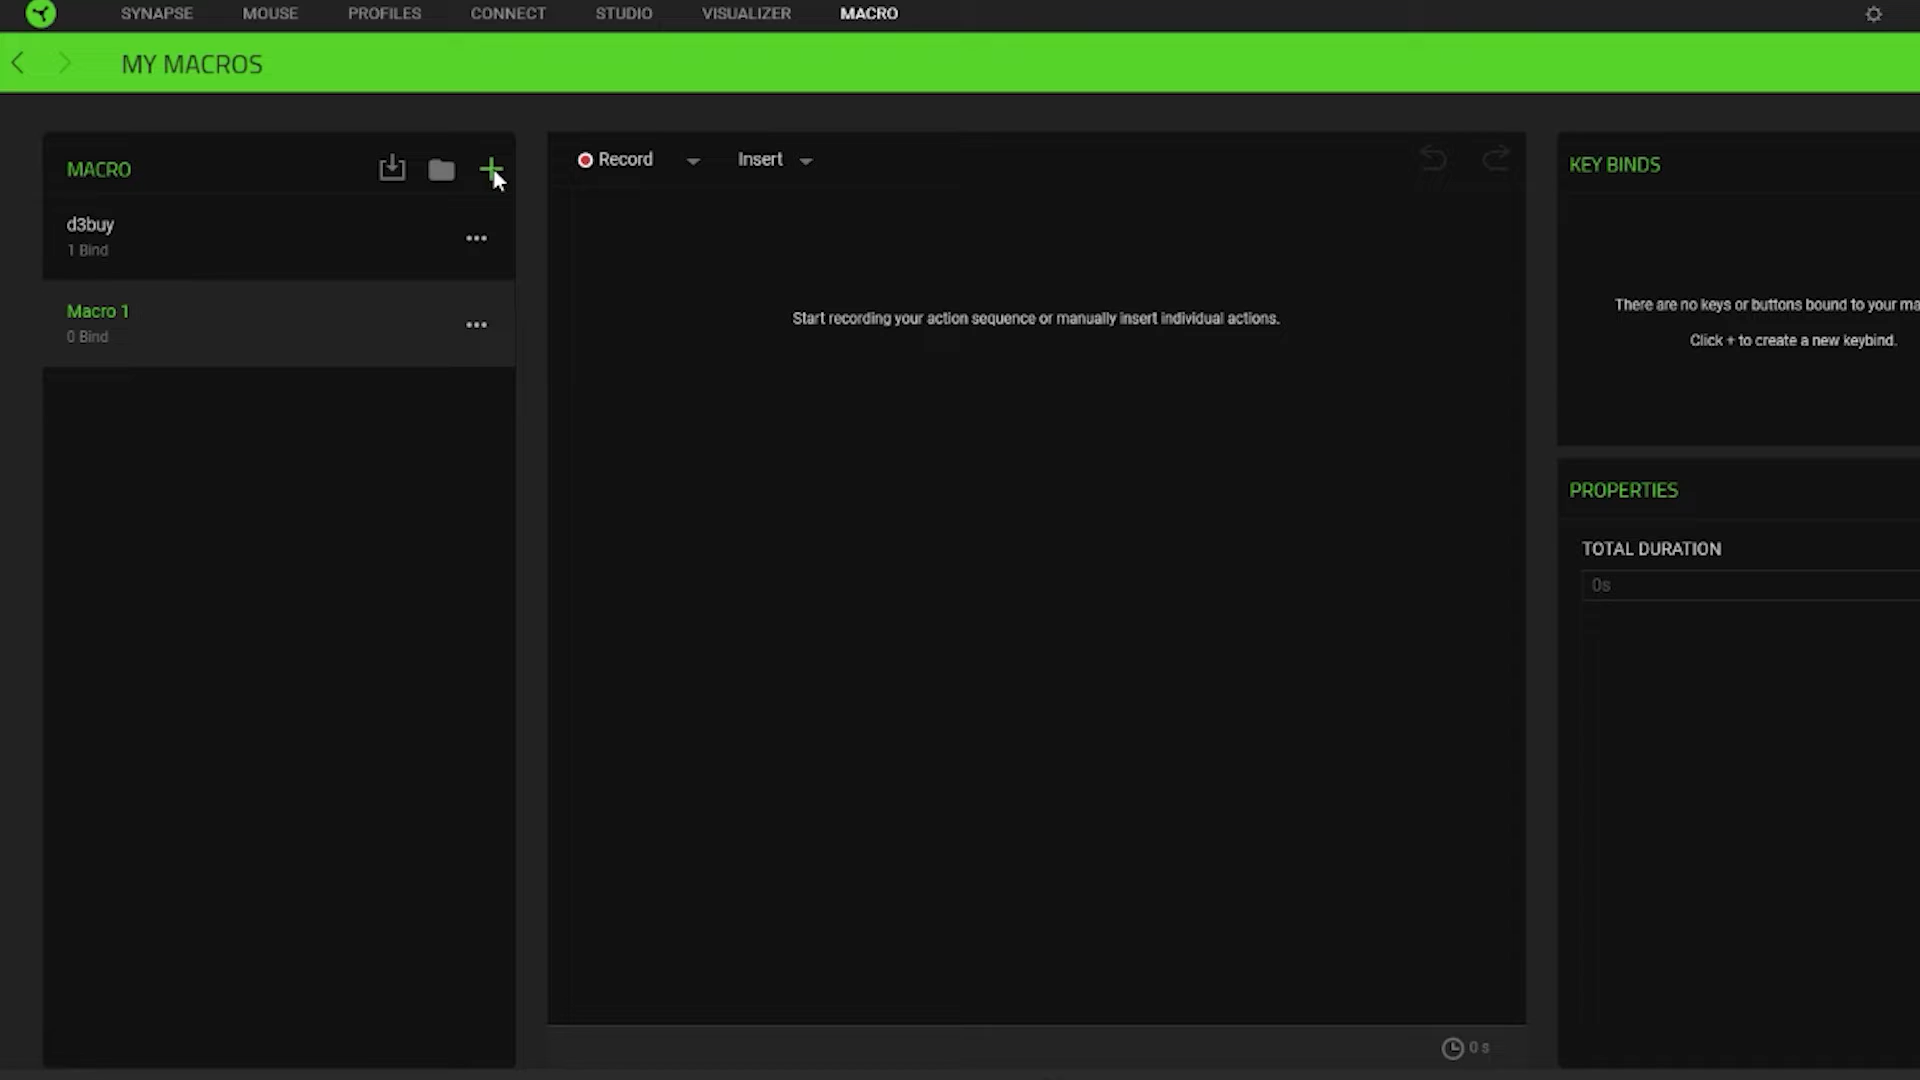 SYNAPSE MOUSE PROFILES CONNECT STUDIO VISUALIZER MACRO
MY MACROS
MACRO
d3buy
1 Bind
Macro 1
0 Bind
Record Insert
Start recording your action sequence or manually insert individual actions.
0 s
KEY BINDS
There are no keys or buttons bound to your ma
Click + to create a new keybind.
PROPERTIES
TOTAL DURATION
0s